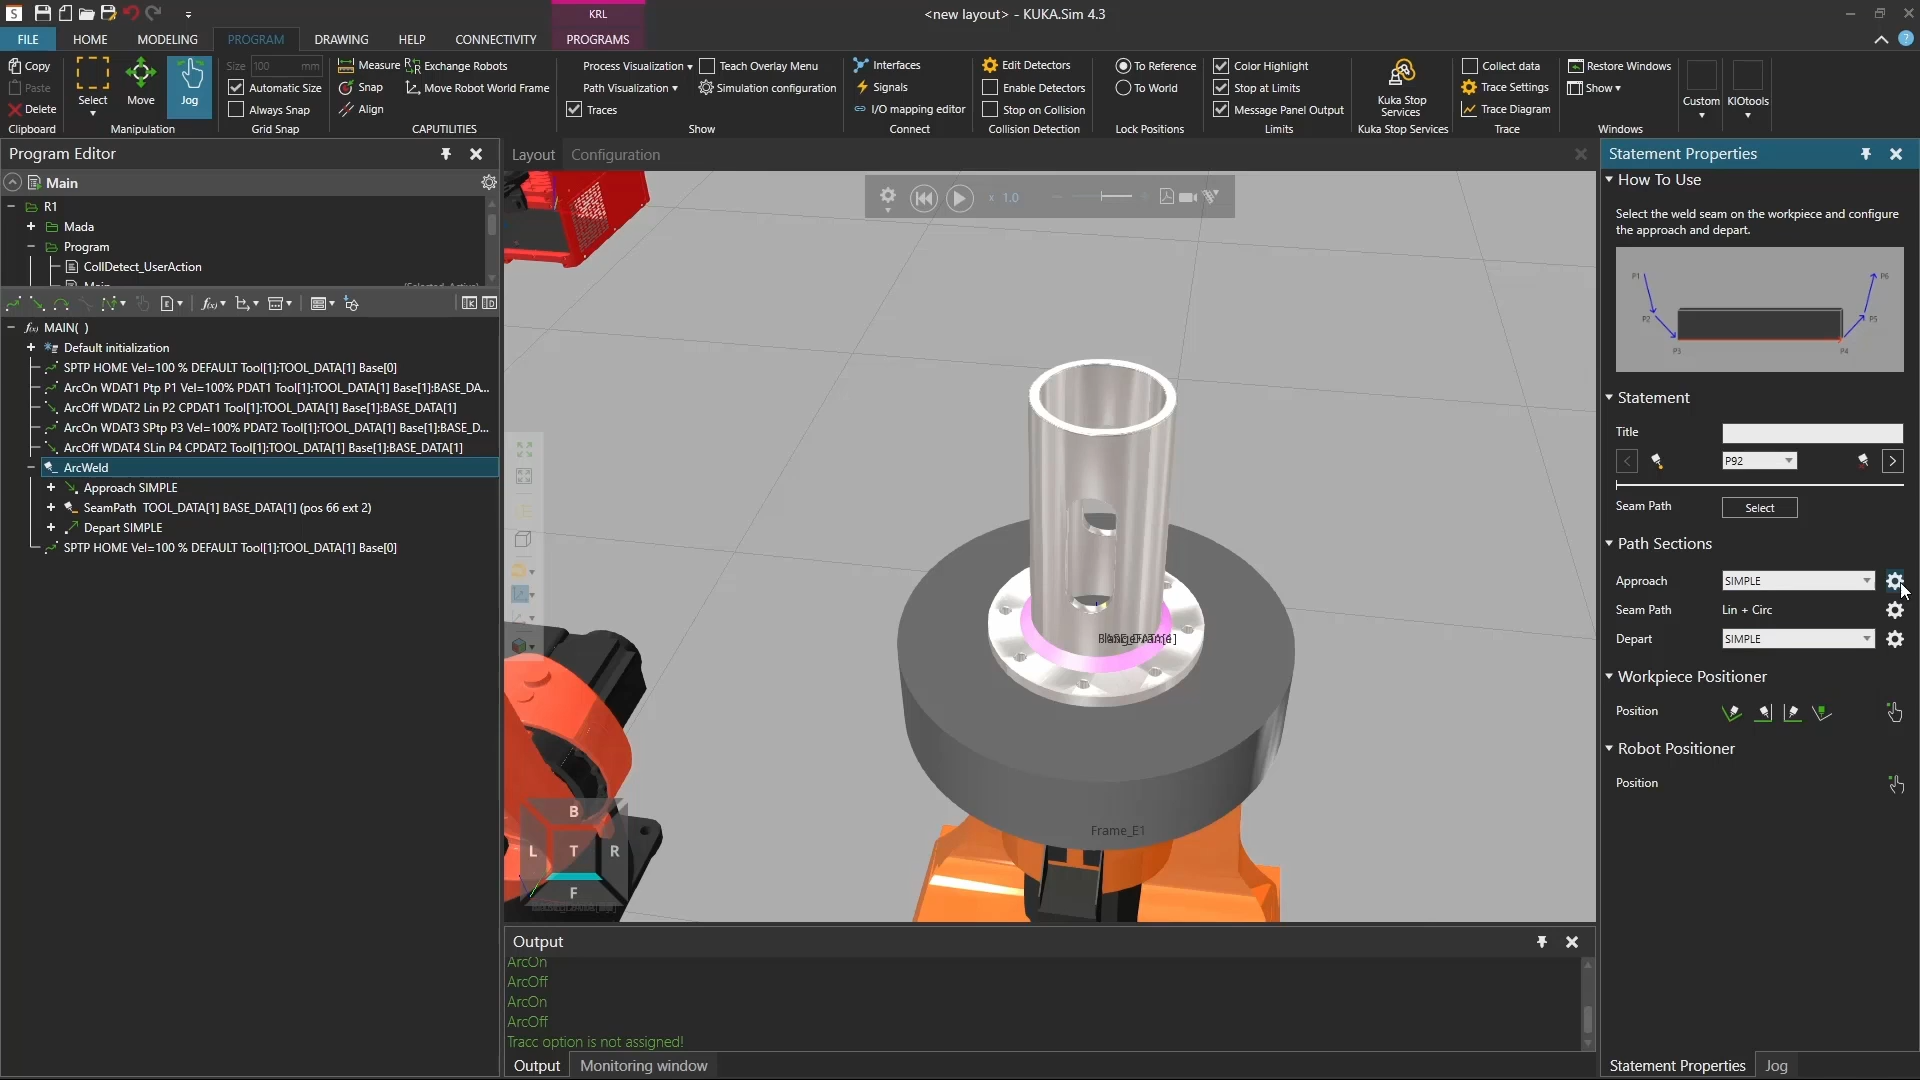 <new layout> - KUKA.Sim 4.3
KRL
FILE
HOME
MODELING
PROGRAM
DRAWING
HELP
CONNECTIVITY
PROGRAMS
Copy
Paste
Delete
Clipboard
Select
Move
Jog
Manipulation
Size 100 mm
Automatic Size
Always Snap
Grid Snap
Measure
Snap
Align
Exchange Robots
Move Robot World Frame
CAPUTILITIES
Process Visualization
Path Visualization
Traces
Teach Overlay Menu
Simulation configuration
Show
Interfaces
Signals
I/O mapping editor
Connect
Edit Detectors
Enable Detectors
Stop on Collision
Collision Detection
To Reference
To World
Lock Positions
Color Highlight
Stop at Limits
Message Panel Output
Limits
Kuka Stop
Services
Kuka Stop Services
Collect data
Trace Settings
Trace Diagram
Trace
Restore Windows
Show
Windows
Custom
KIOtools
Program Editor
Main
R1
Mada
Program
CollDetect_UserAction
MAIN( )
Default initialization
SPTP HOME Vel=100 % DEFAULT Tool[1]:TOOL_DATA[1] Base[0]
ArcOn WDAT1 Ptp P1 Vel=100% PDAT1 Tool[1]:TOOL_DATA[1] Base[1]:BASE_DA...
ArcOff WDAT2 Lin P2 CPDAT1 Tool[1]:TOOL_DATA[1] Base[1]:BASE_DATA[1]
ArcOn WDAT3 SPtp P3 Vel=100% PDAT2 Tool[1]:TOOL_DATA[1] Base[1]:BASE_D...
ArcOff WDAT4 SLin P4 CPDAT2 Tool[1]:TOOL_DATA[1] Base[1]:BASE_DATA[1]
ArcWeld
Approach SIMPLE
SeamPath TOOL_DATA[1] BASE_DATA[1] (pos 66 ext 2)
Depart SIMPLE
SPTP HOME Vel=100 % DEFAULT Tool[1]:TOOL_DATA[1] Base[0]
Layout
Configuration
x 1.0
Frame_E1
B
L
T
R
F
Output
ArcOn
ArcOff
ArcOn
ArcOff
Tracc option is not assigned!
Output
Monitoring window
Statement Properties
How To Use
Select the weld seam on the workpiece and configure
the approach and depart.
P1
P6
P2
P5
P3
P4
Statement
Title
P92
Seam Path
Select
Path Sections
Approach
SIMPLE
Seam Path
Lin + Circ
Depart
SIMPLE
Workpiece Positioner
Position
Robot Positioner
Position
Statement Properties
Jog